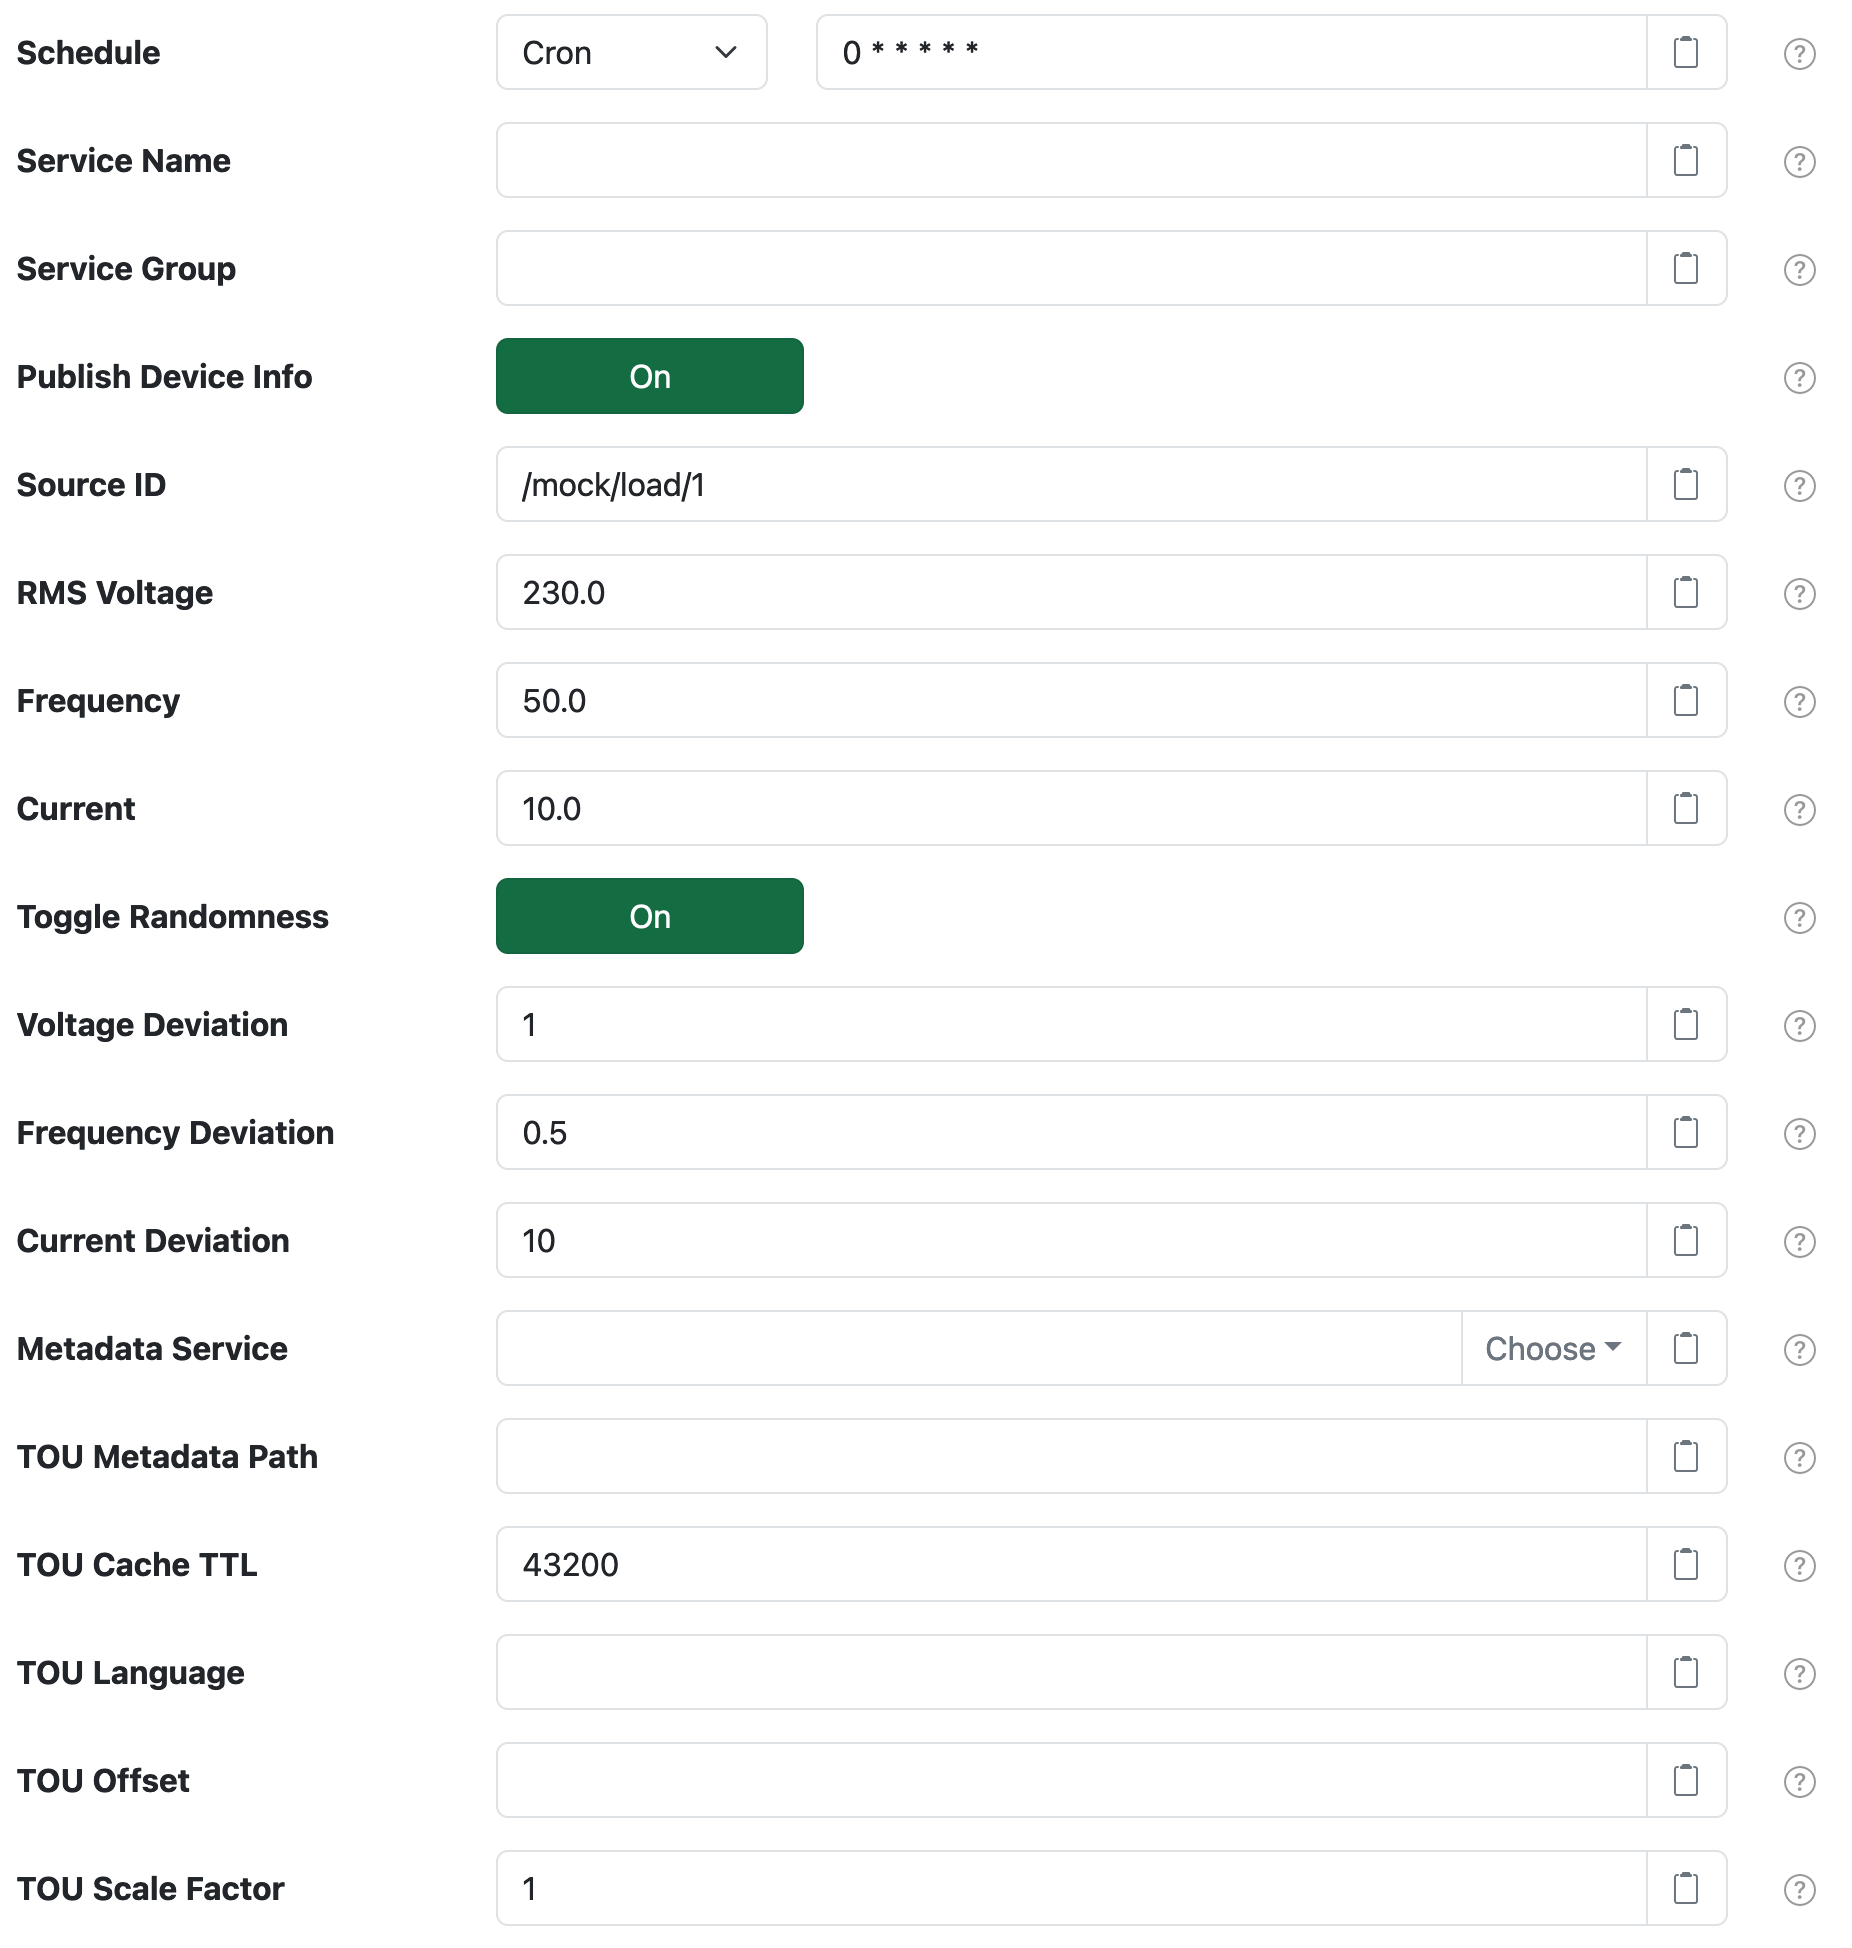 Schedule Cron 0 * * * * *
Service Name
Service Group
Publish Device Info On
Source ID /mock/load/1
RMS Voltage 230.0
Frequency 50.0
Current 10.0
Toggle Randomness On
Voltage Deviation 1
Frequency Deviation 0.5
Current Deviation 10
Metadata Service Choose
TOU Metadata Path
TOU Cache TTL 43200
TOU Language
TOU Offset
TOU Scale Factor 1